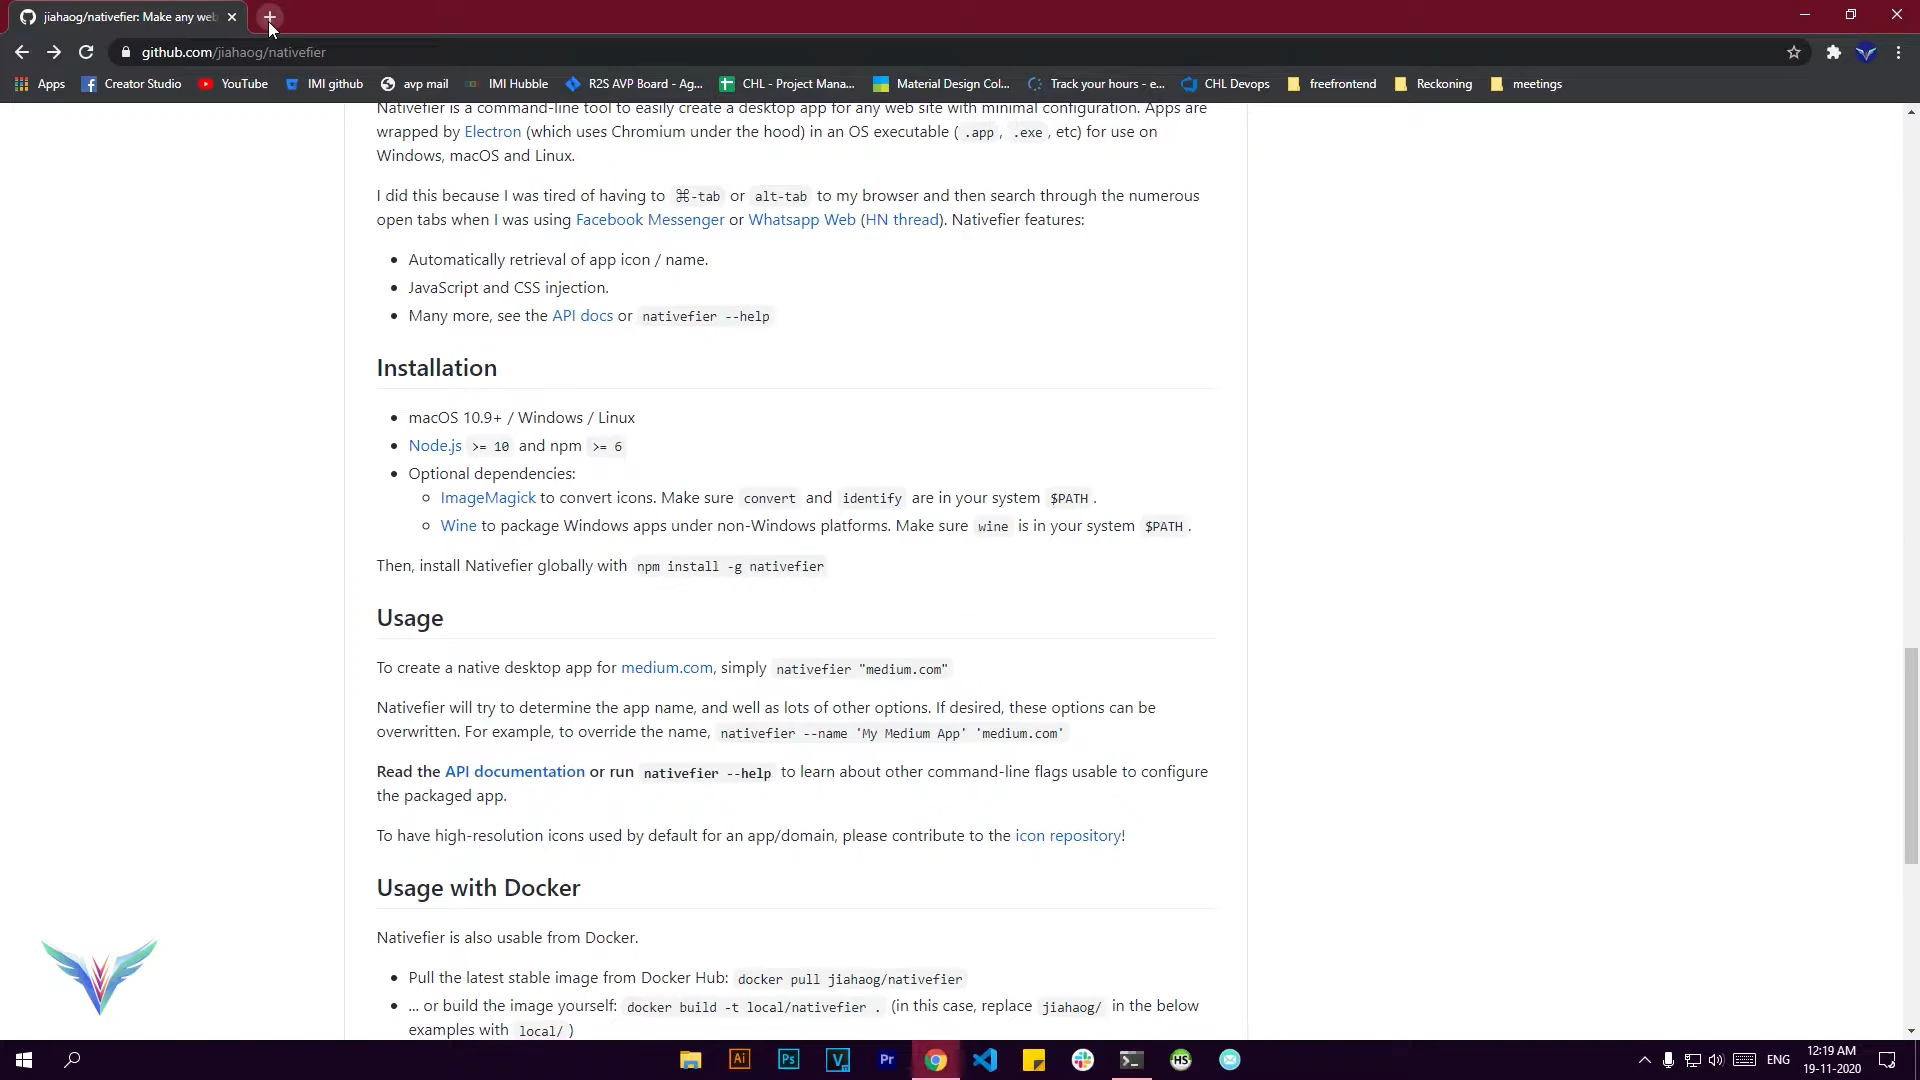 jiahaog/nativefier: Make any web
github.com/jiahaog/nativefier
Apps Creator Studio YouTube IMI github avp mail IMI Hubble R2S AVP Board - Ag... CHL - Project Mana... Material Design Col... Track your hours - e... CHL Devops freefrontend Reckoning meetings
Nativefier is a command-line tool to easily create a desktop app for any web site with minimal configuration. Apps are
wrapped by Electron (which uses Chromium under the hood) in an OS executable ( .app , .exe , etc) for use on
Windows, macOS and Linux.
I did this because I was tired of having to ⌘-tab or alt-tab to my browser and then search through the numerous
open tabs when I was using Facebook Messenger or Whatsapp Web (HN thread). Nativefier features:
• Automatically retrieval of app icon / name.
• JavaScript and CSS injection.
• Many more, see the API docs or nativefier --help
Installation
• macOS 10.9+ / Windows / Linux
• Node.js >= 10 and npm >= 6
• Optional dependencies:
◦ ImageMagick to convert icons. Make sure convert and identify are in your system $PATH .
◦ Wine to package Windows apps under non-Windows platforms. Make sure wine is in your system $PATH .
Then, install Nativefier globally with npm install -g nativefier
Usage
To create a native desktop app for medium.com, simply nativefier "medium.com"
Nativefier will try to determine the app name, and well as lots of other options. If desired, these options can be
overwritten. For example, to override the name, nativefier --name 'My Medium App' 'medium.com'
Read the API documentation or run nativefier --help to learn about other command-line flags usable to configure
the packaged app.
To have high-resolution icons used by default for an app/domain, please contribute to the icon repository!
Usage with Docker
Nativefier is also usable from Docker.
• Pull the latest stable image from Docker Hub: docker pull jiahaog/nativefier
• ... or build the image yourself: docker build -t local/nativefier . (in this case, replace jiahaog/ in the below
examples with local/ )
Ai Ps V Pr HS ENG 12:19 AM
19-11-2020